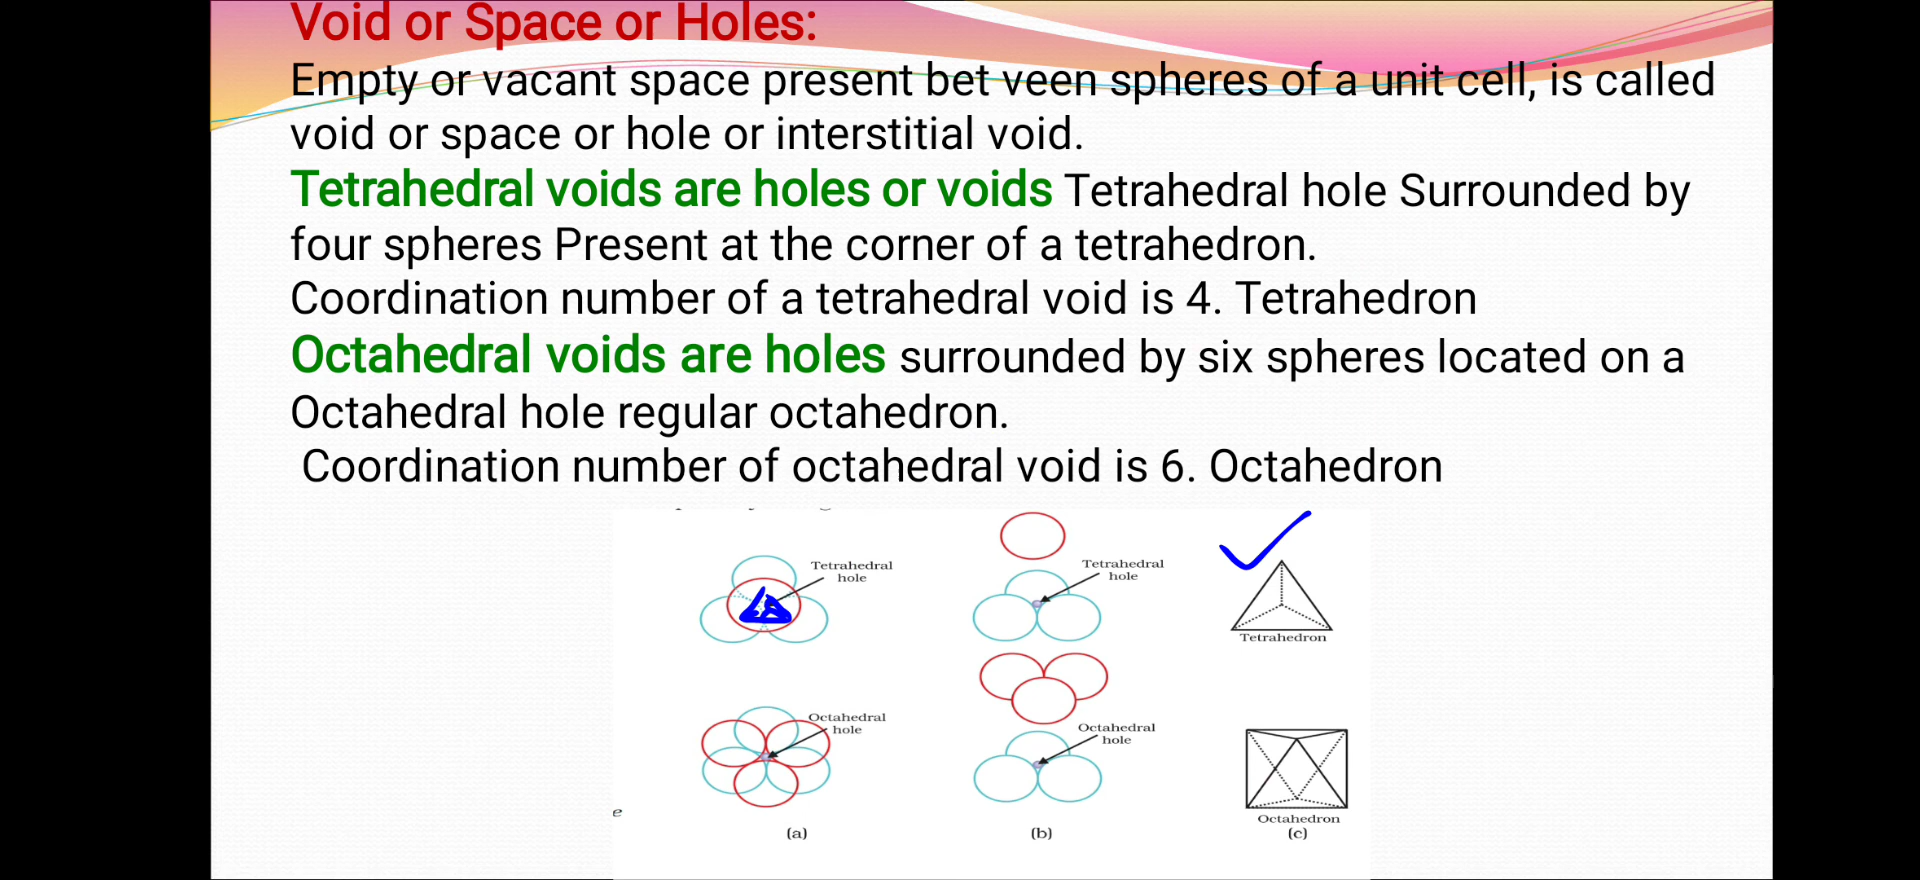 Void or Space or Holes:
Empty or vacant space present bet veen spheres of a unit cell, is called
void or space or hole or interstitial void.
Tetrahedral voids are holes or voids Tetrahedral hole Surrounded by
four spheres Present at the corner of a tetrahedron.
Coordination number of a tetrahedral void is 4. Tetrahedron
Octahedral voids are holes surrounded by six spheres located on a
Octahedral hole regular octahedron.
Coordination number of octahedral void is 6. Octahedron
Tetrahedral
hole
Tetrahedral
hole
Tetrahedron
Octahedral
hole
Octahedral
hole
Octahedron
e
(a)
(b)
(c)